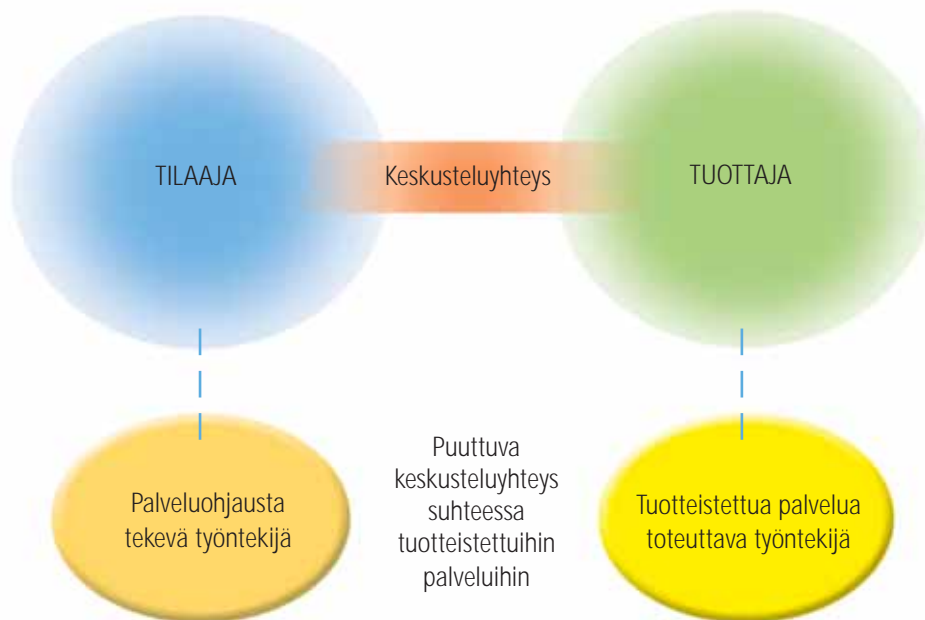 TILAAJA
Keskusteluyhteys
TUOTTAJA
Palveluohjausta
tekevä työntekijä
Puuttuva
keskusteluyhteys
suhteessa
tuotteistettuihin
palveluihin
Tuotteistettua palvelua
toteuttava työntekijä